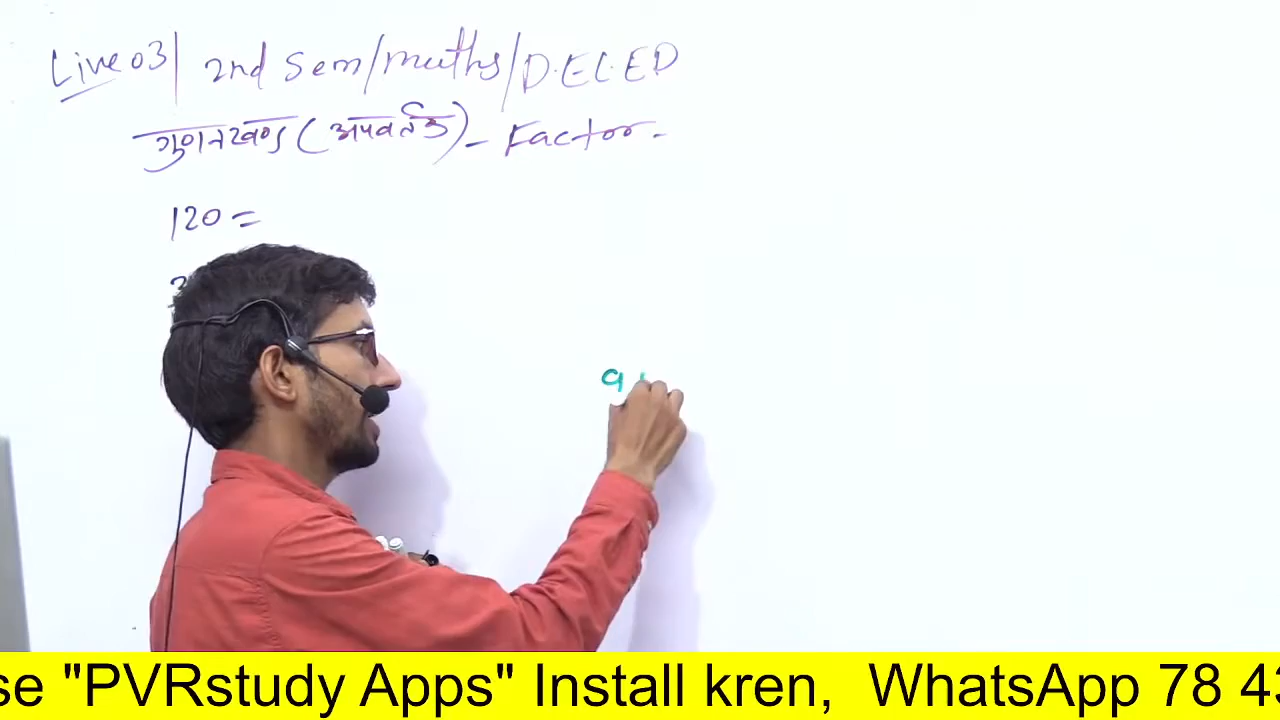 Live 03| 2nd Sem/Maths/D.EL.ED
गुणनखण्ड (अपवर्तक) - Factor -
120 =
9
se "PVRstudy Apps" Install kren, WhatsApp 78 43